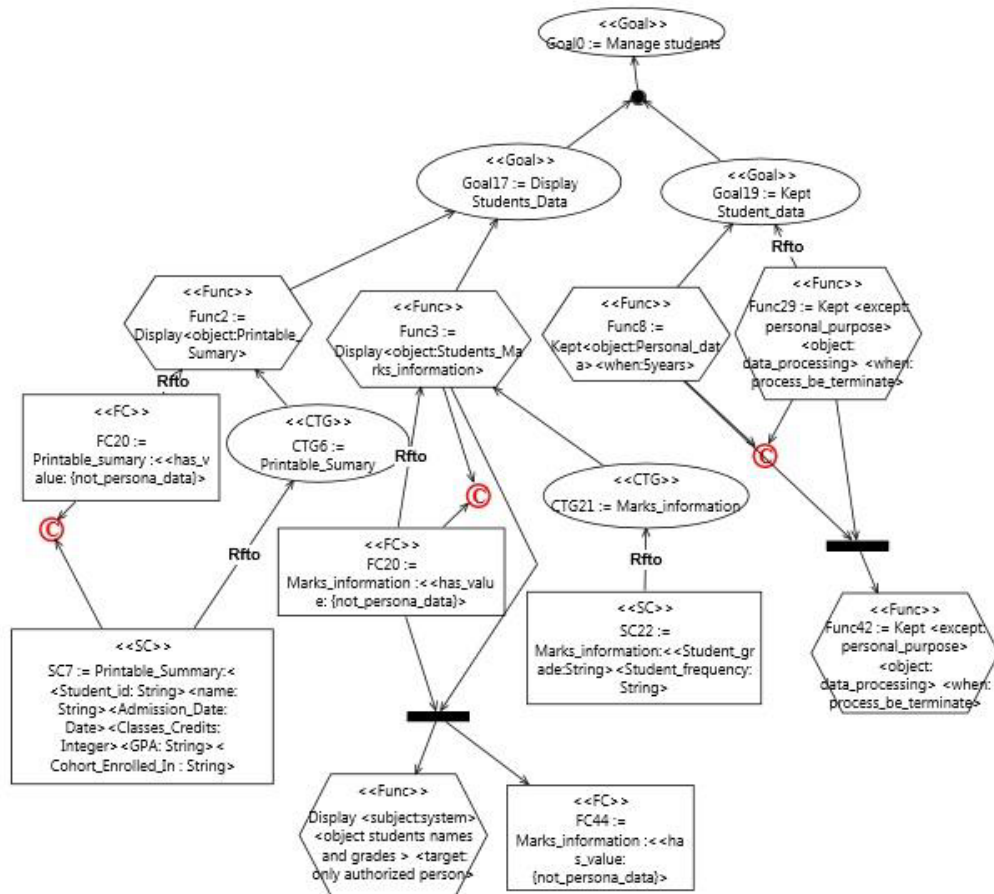 <<Goal>>
Goal0 := Manage students
<<Goal>>
Goal17 := Display
Students_Data
<<Goal>>
Goal19 := Kept
Student_data
Rfto
<<Func>>
Func2 :=
Display<object:Printable_
Sumary>
<<Func>>
Func3 :=
Display<object:Students_Ma
rks_information>
<<Func>>
Func8 :=
Kept<object:Personal_dat
a> <when:5years>
<<Func>>
Func29 := Kept <except:
personal_purpose>
<object:
data_processing> <when:
process_be_terminate>
Rfto
<<FC>>
FC20 :=
Printable_sumary :<<has_v
alue: {not_persona_data}>
<<CTG>>
CTG6 :=
Printable_Sumary
Rfto
©
©
©
<<CTG>>
CTG21 := Marks_information
<<FC>>
FC20 :=
Marks_information :<<has_valu
e: {not_persona_data}>
Rfto
Rfto
<<SC>>
SC7 := Printable_Summary:<
<Student_id: String> <name:
String> <Admission_Date:
Date> <Classes_Credits:
Integer> <GPA: String> <
Cohort_Enrolled_In : String>
<<SC>>
SC22 :=
Marks_information:<<Student_gr
ade:String> <Student_frequency:
String>
<<Func>>
Func42 := Kept <except:
personal_purpose>
<object:
data_processing> <when:
process_be_terminate>
<<Func>>
Display <subject:system>
<object students names
and grades > <target:
only authorized person>
<<FC>>
FC44 :=
Marks_information :<<ha
s_value:
{not_persona_data}>